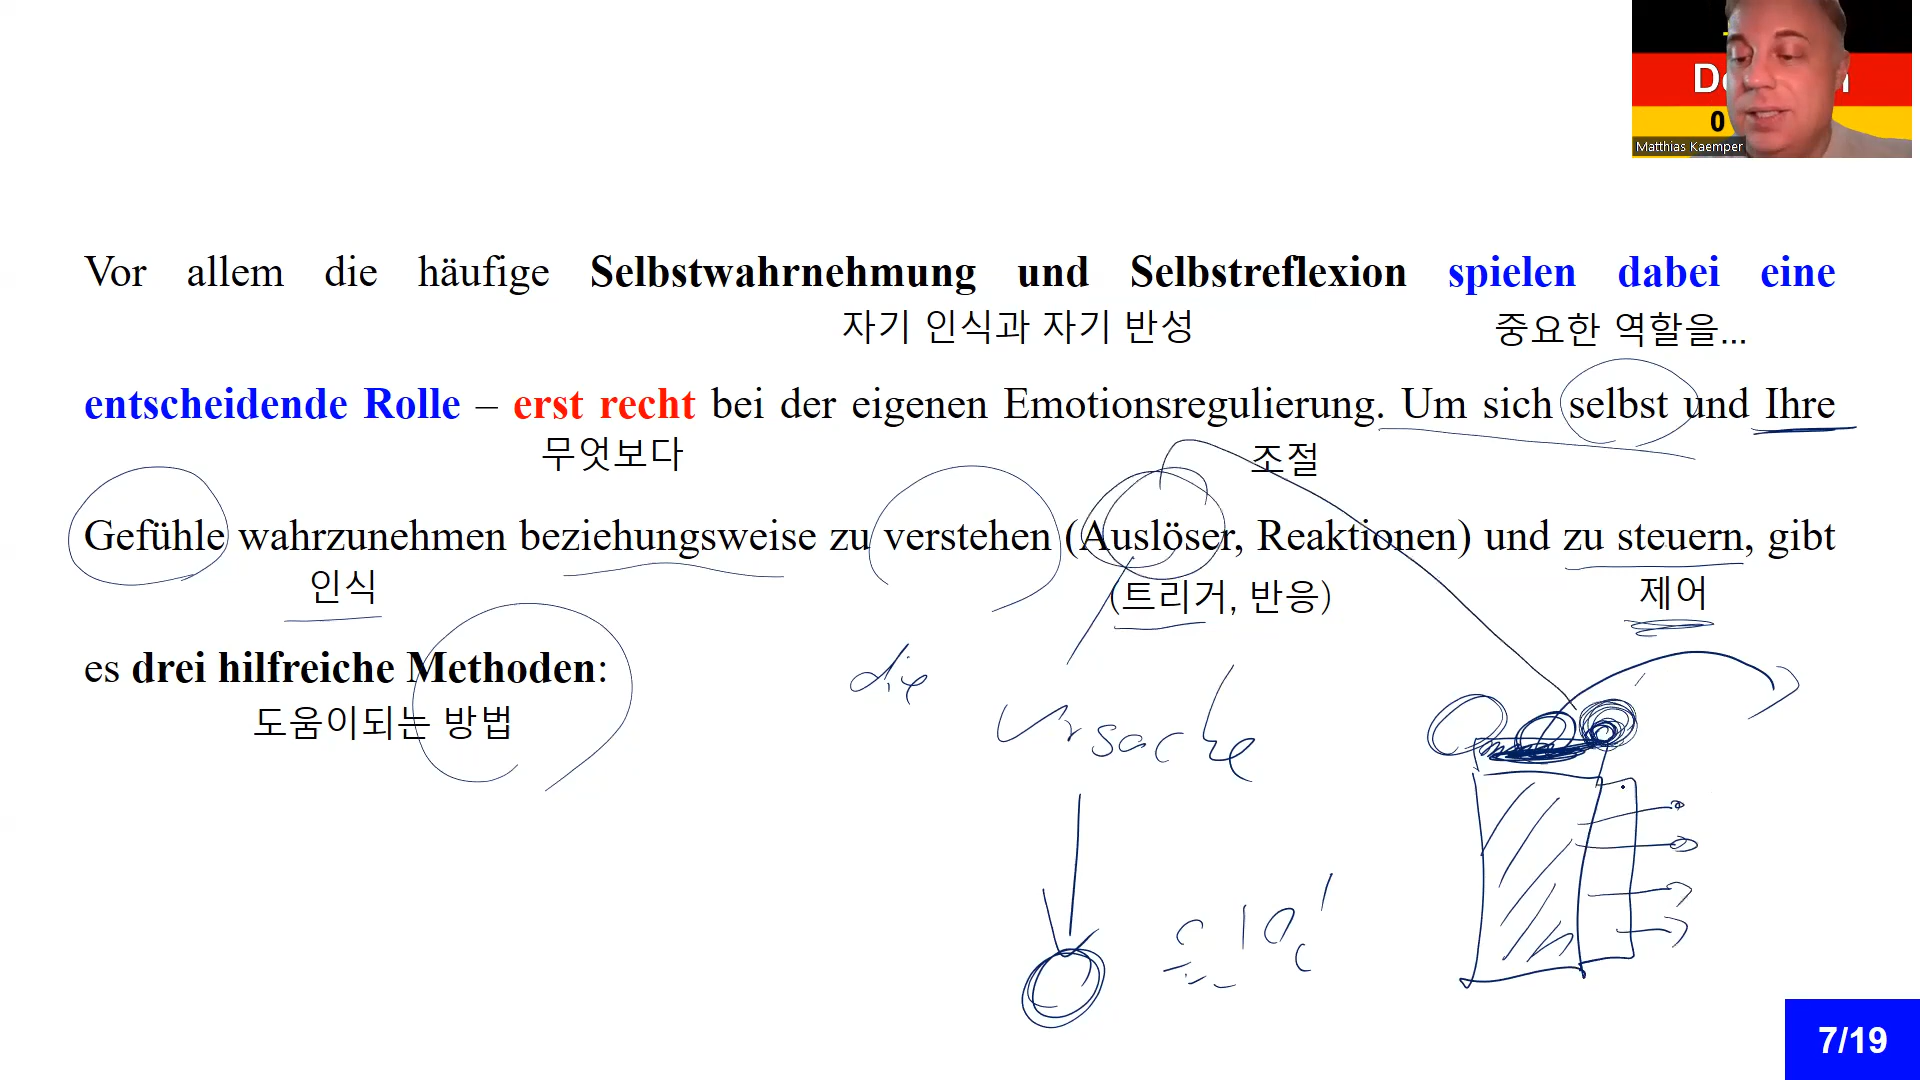 Matthias Kaemper
Vor allem die häufige Selbstwahrnehmung und Selbstreflexion spielen dabei eine
자기 인식과 자기 반성 중요한 역할을...
entscheidende Rolle – erst recht bei der eigenen Emotionsregulierung. Um sich selbst und Ihre
무엇보다 조절
Gefühle wahrzunehmen beziehungsweise zu verstehen (Auslöser, Reaktionen) und zu steuern, gibt
인식 (트리거, 반응) 제어
es drei hilfreiche Methoden:
도움이되는 방법
die Ursache
7/19